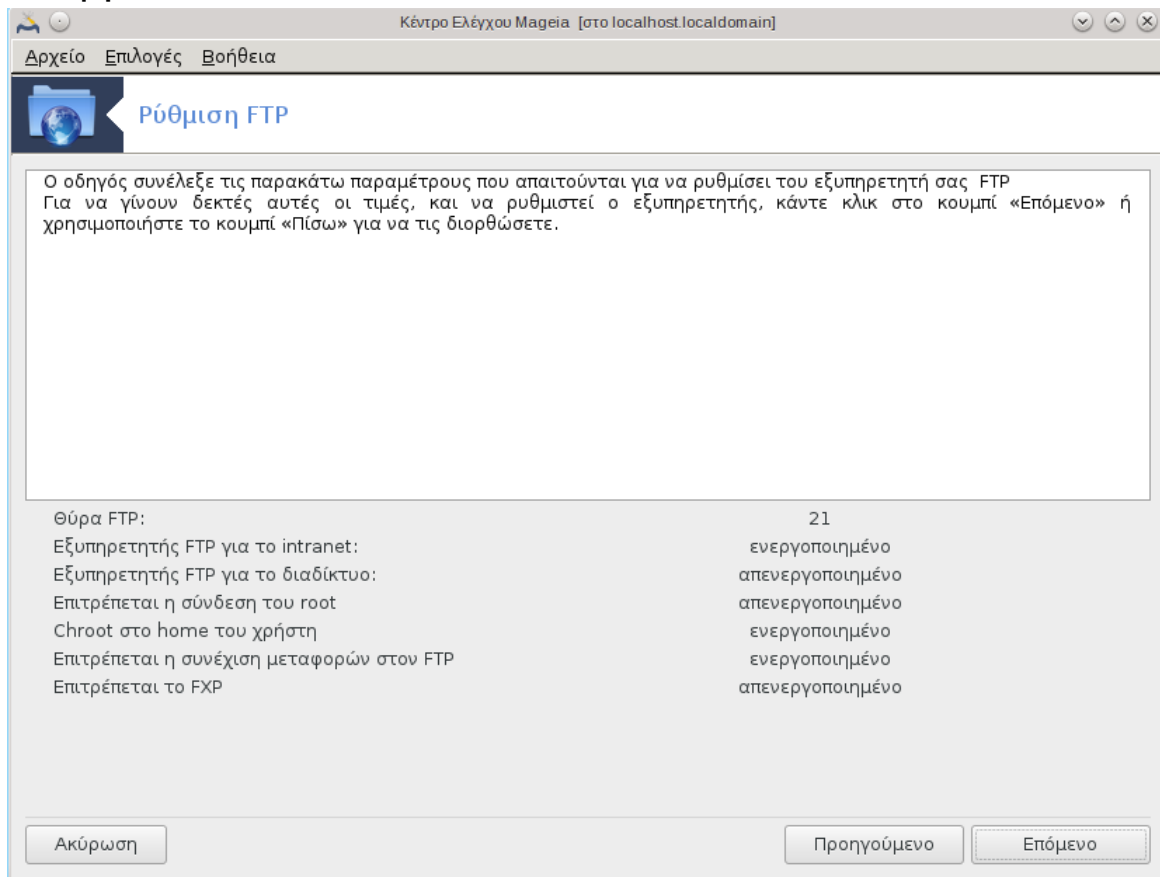 Κέντρο Ελέγχου Mageia [στο localhost.localdomain]
Αρχείο Επιλογές Βοήθεια
Ρύθμιση FTP
Ο οδηγός συνέλεξε τις παρακάτω παραμέτρους που απαιτούνται για να ρυθμίσει του εξυπηρετητή σας FTP
Για να γίνουν δεκτές αυτές οι τιμές, και να ρυθμιστεί ο εξυπηρετητής, κάντε κλικ στο κουμπί «Επόμενο» ή
χρησιμοποιήστε το κουμπί «Πίσω» για να τις διορθώσετε.
Θύρα FTP: 21
Εξυπηρετητής FTP για το intranet: ενεργοποιημένο
Εξυπηρετητής FTP για το διαδίκτυο: απενεργοποιημένο
Επιτρέπεται η σύνδεση του root απενεργοποιημένο
Chroot στο home του χρήστη ενεργοποιημένο
Επιτρέπεται η συνέχιση μεταφορών στον FTP ενεργοποιημένο
Επιτρέπεται το FXP απενεργοποιημένο
Ακύρωση Προηγούμενο Επόμενο